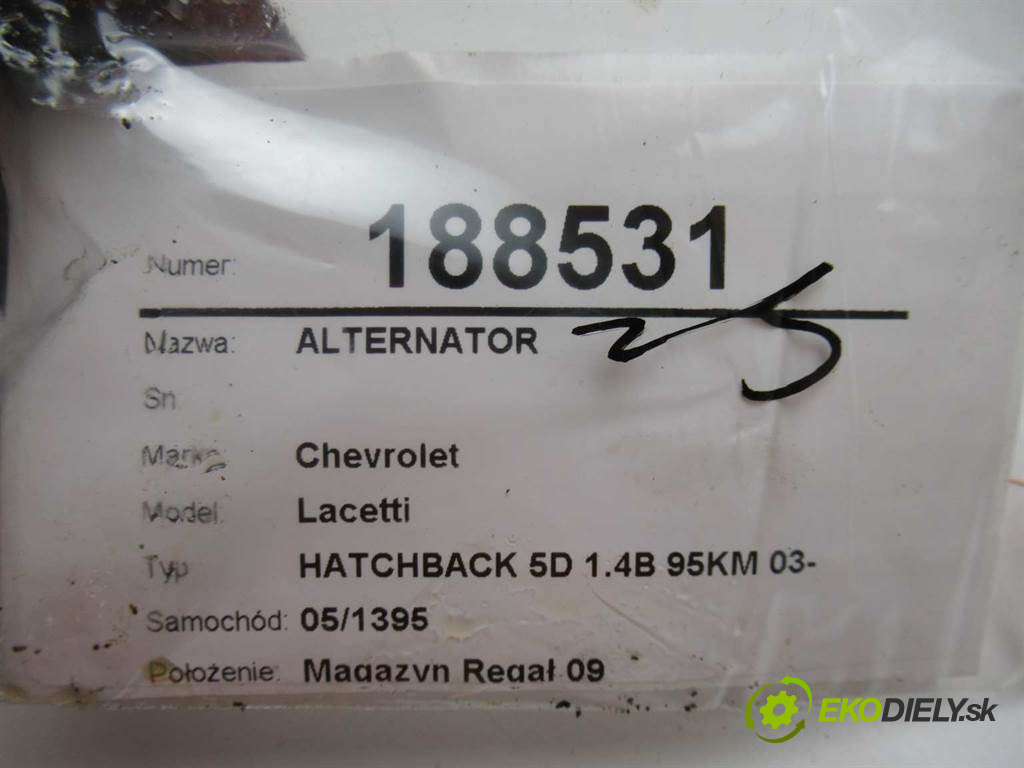 Numer: 188531
Nazwa: ALTERNATOR
Sn
Marka: Chevrolet
Model: Lacetti
Typ HATCHBACK 5D 1.4B 95KM 03-
Samochód: 05/1395
Położenie: Magazyn Regał 09
EKODIELY.sk